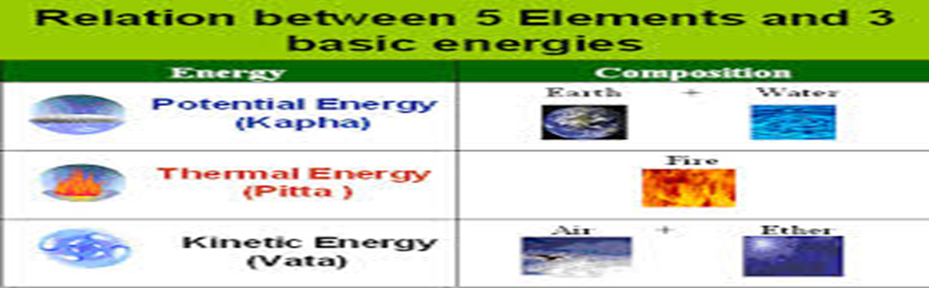 Relation between 5 Elements and 3
basic energies
Energy
Composition
Potential Energy
(Kapha)
Earth + Water
Thermal Energy
(Pitta )
Fire
Kinetic Energy
(Vata)
Air + Ether